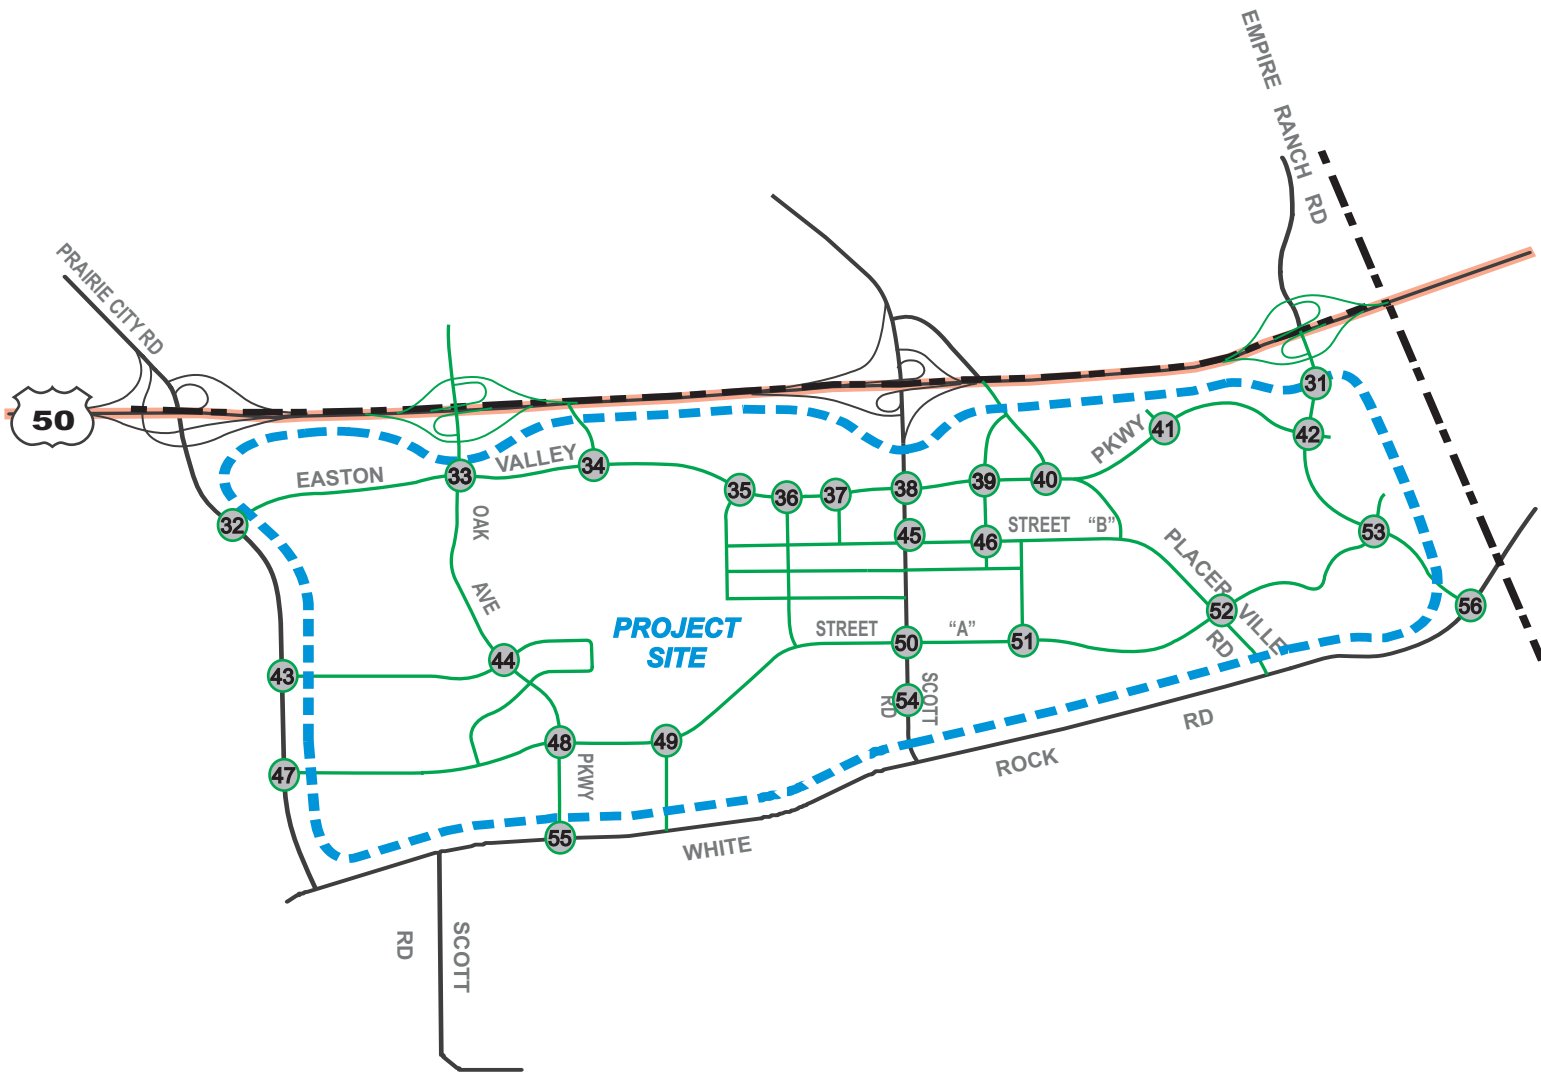 EMPIRE RANCH RD
PRAIRIE CITY RD
50
31
41
42
PKWY
EASTON
33
VALLEY
34
35
36
37
38
39
40
32
OAK
45
46
STREET "B"
53
PLACER
VILLE
RD
AVE
52
56
PROJECT
SITE
STREET
50
"A"
51
44
43
SCOTT
RD
54
48
49
PKWY
47
RD
ROCK
55
WHITE
SCOTT
RD